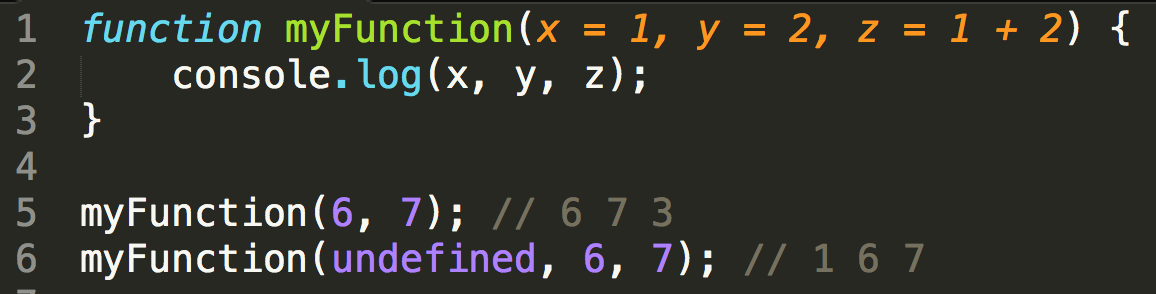 1 function myFunction(x = 1, y = 2, z = 1 + 2) {
2     console.log(x, y, z);
3 }
4
5 myFunction(6, 7); // 6 7 3
6 myFunction(undefined, 6, 7); // 1 6 7